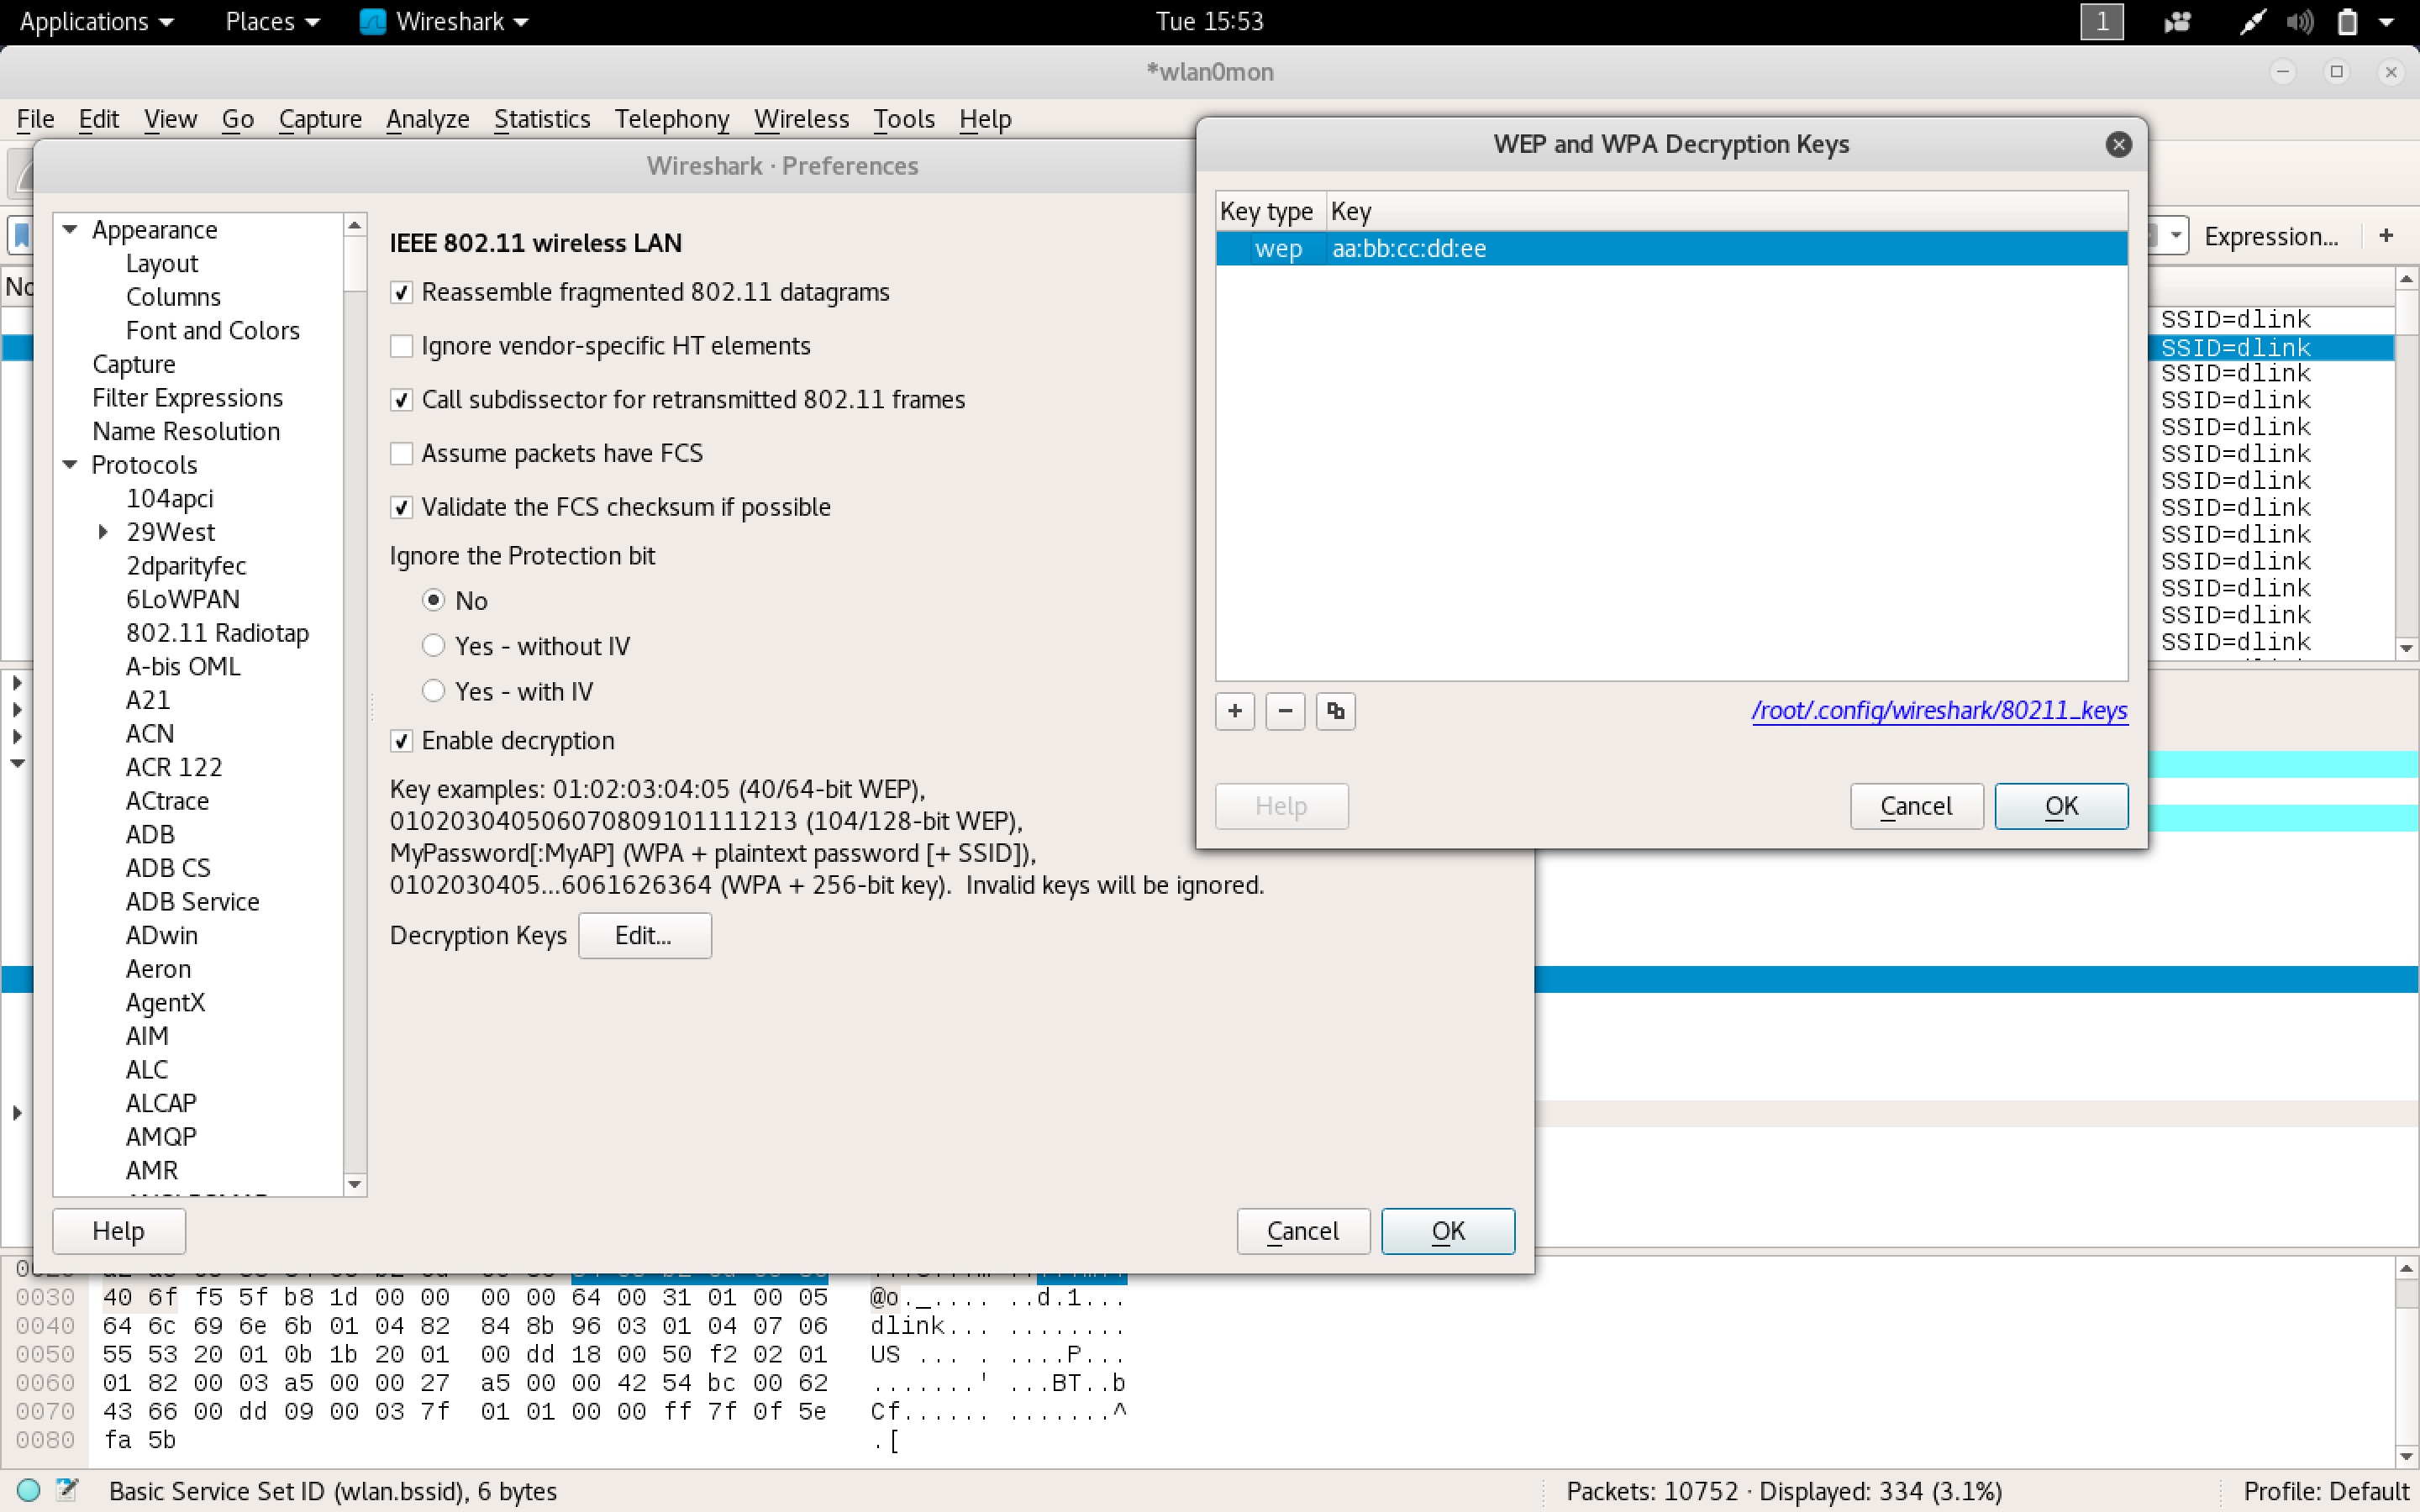 Applications Places Wireshark Tue 15:53 1
*wlan0mon
File Edit View Go Capture Analyze Statistics Telephony Wireless Tools Help
Wireshark · Preferences
Appearance
Layout
Columns
Font and Colors
Capture
Filter Expressions
Name Resolution
Protocols
104apci
29West
2dparityfec
6LoWPAN
802.11 Radiotap
A-bis OML
A21
ACN
ACR 122
ACtrace
ADB
ADB CS
ADB Service
ADwin
Aeron
AgentX
AIM
ALC
ALCAP
AMQP
AMR
IEEE 802.11 wireless LAN
Reassemble fragmented 802.11 datagrams
Ignore vendor-specific HT elements
Call subdissector for retransmitted 802.11 frames
Assume packets have FCS
Validate the FCS checksum if possible
Ignore the Protection bit
No
Yes - without IV
Yes - with IV
Enable decryption
Key examples: 01:02:03:04:05 (40/64-bit WEP),
010203040506070809101111213 (104/128-bit WEP),
MyPassword[:MyAP] (WPA + plaintext password [+ SSID]),
0102030405...6061626364 (WPA + 256-bit key). Invalid keys will be ignored.
Decryption Keys Edit...
Help Cancel OK
WEP and WPA Decryption Keys
Key type Key
wep aa:bb:cc:dd:ee
+ − /root/.config/wireshark/80211_keys
Help Cancel OK
Expression... +
SSID=dlink
SSID=dlink
SSID=dlink
SSID=dlink
SSID=dlink
SSID=dlink
SSID=dlink
SSID=dlink
SSID=dlink
SSID=dlink
SSID=dlink
SSID=dlink
SSID=dlink
0030 40 6f f5 5f b8 1d 00 00 00 00 64 00 31 01 00 05 @o._.... ..d.1...
0040 64 6c 69 6e 6b 01 04 82 84 8b 96 03 01 04 07 06 dlink... ........
0050 55 53 20 01 0b 1b 20 01 00 dd 18 00 50 f2 02 01 US ... . ....P...
0060 01 82 00 03 a5 00 00 27 a5 00 00 42 54 bc 00 62 .......' ...BT..b
0070 43 66 00 dd 09 00 03 7f 01 01 00 00 ff 7f 0f 5e Cf...... .......^
0080 fa 5b .[
Basic Service Set ID (wlan.bssid), 6 bytes Packets: 10752 · Displayed: 334 (3.1%) Profile: Default